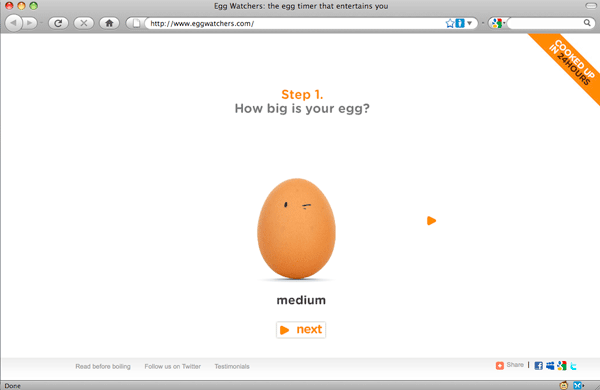 Egg Watchers: the egg timer that entertains you
http://www.eggwatchers.com/
COOKED UP
IN 24HOURS
Step 1.
How big is your egg?
medium
next
Read before boiling
Follow us on Twitter
Testimonials
Share
Done